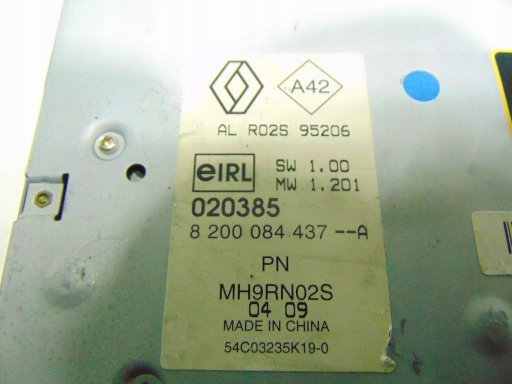 A42
AL R02S 95206
eIRL
SW 1.00
MW 1.201
020385
8 200 084 437 --A
PN
MH9RN02S
04 09
MADE IN CHINA
54C03235K19-0